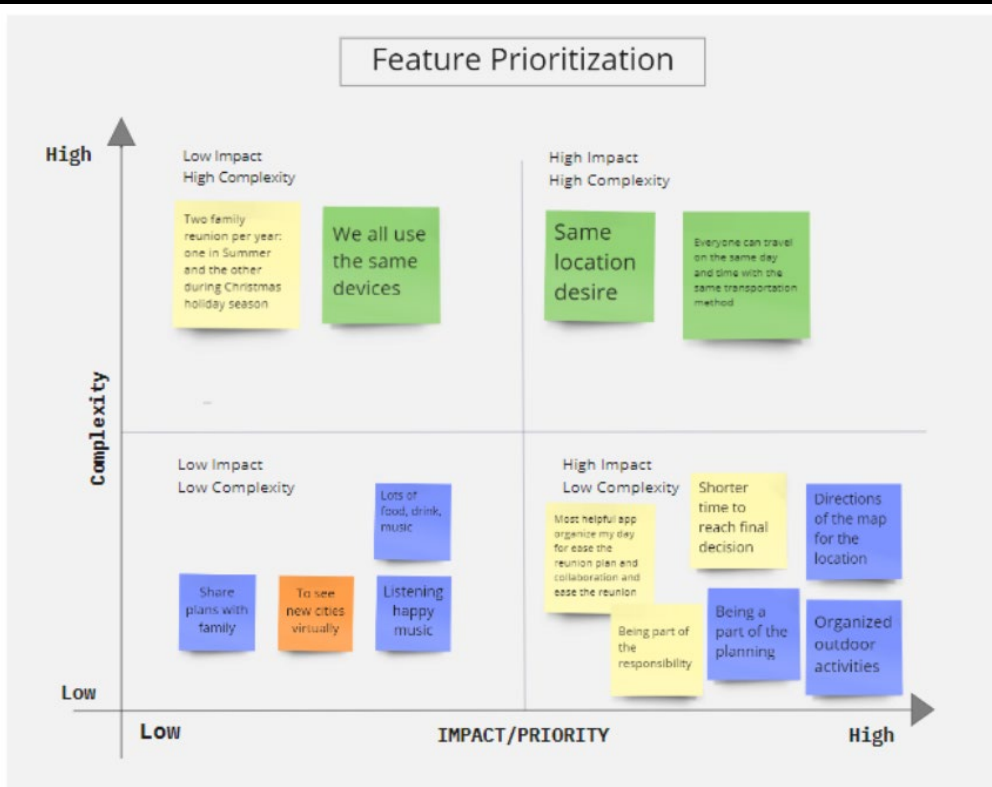 Feature Prioritization
High
Low Impact
High Complexity
Two family
reunion per year:
one in Summer
and the other
during Christmas
holiday season
We all use
the same
devices
High Impact
High Complexity
Same
location
desire
Everyone can travel
on the same day
and time with the
same transportation
method
Complexity
Low Impact
Low Complexity
Lots of
food, drink,
music
Share
plans with
family
To see
new cities
virtually
Listening
happy
music
High Impact
Low Complexity
Most helpful app
organize my day
for ease the
reunion plan and
collaboration and
ease the reunion
Shorter
time to
reach final
decision
Directions
of the map
for the
location
Being part of
the
responsibility
Being a
part of the
planning
Organized
outdoor
activities
Low
Low
IMPACT/PRIORITY
High